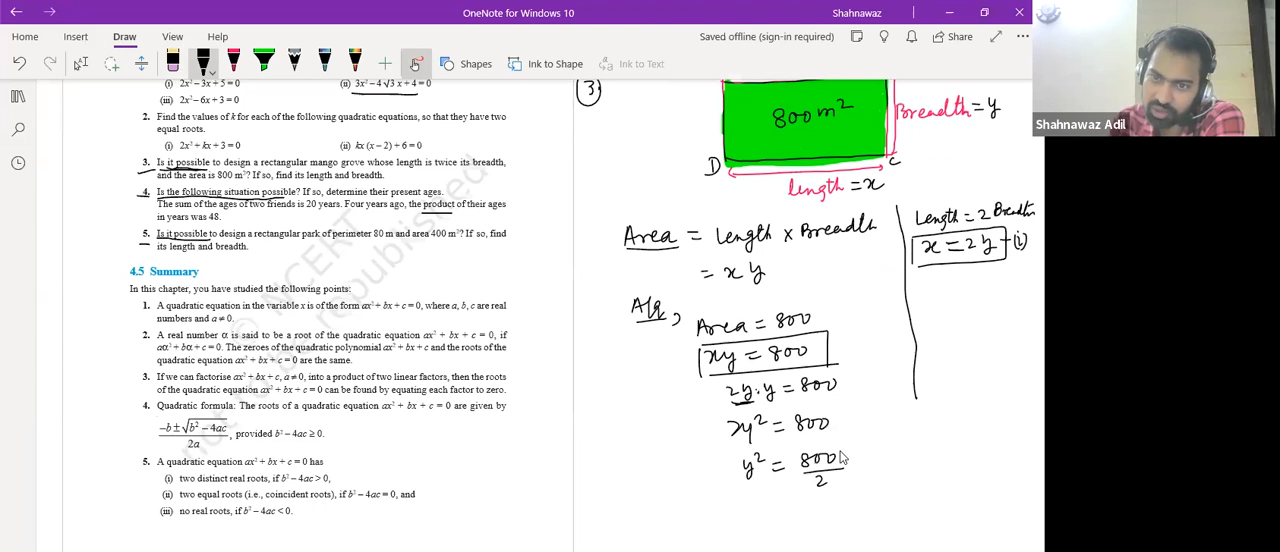 OneNote for Windows 10
Shahnawaz
Home Insert Draw View Help
Saved offline (sign-in required)
Share
Shapes
Ink to Shape
Ink to Text
(i) 2x² – 3x + 5 = 0 (ii) 3x² – 4√3 x + 4 = 0
(iii) 2x² – 6x + 3 = 0
2. Find the values of k for each of the following quadratic equations, so that they have two
equal roots.
(i) 2x² + kx + 3 = 0 (ii) kx (x – 2) + 6 = 0
3. Is it possible to design a rectangular mango grove whose length is twice its breadth,
and the area is 800 m²? If so, find its length and breadth.
4. Is the following situation possible? If so, determine their present ages.
The sum of the ages of two friends is 20 years. Four years ago, the product of their ages
in years was 48.
5. Is it possible to design a rectangular park of perimeter 80 m and area 400 m²? If so, find
its length and breadth.
4.5 Summary
In this chapter, you have studied the following points:
1. A quadratic equation in the variable x is of the form ax² + bx + c = 0, where a, b, c are real
numbers and a ≠ 0.
2. A real number α is said to be a root of the quadratic equation ax² + bx + c = 0, if
aα² + bα + c = 0. The zeroes of the quadratic polynomial ax² + bx + c and the roots of the
quadratic equation ax² + bx + c = 0 are the same.
3. If we can factorise ax² + bx + c, a ≠ 0, into a product of two linear factors, then the roots
of the quadratic equation ax² + bx + c = 0 can be found by equating each factor to zero.
4. Quadratic formula: The roots of a quadratic equation ax² + bx + c = 0 are given by
(-b ± √(b² – 4ac))/2a, provided b² – 4ac ≥ 0.
5. A quadratic equation ax² + bx + c = 0 has
(i) two distinct real roots, if b² – 4ac > 0,
(ii) two equal roots (i.e., coincident roots), if b² – 4ac = 0, and
(iii) no real roots, if b² – 4ac < 0.
© NCERT
not republished
3
800 m²
Breadth = y
D C
length = x
Area = length × Breadth
= x y
A/q,
Area = 800
xy = 800
2y . y = 800
2y² = 800
y² = 800/2
Length = 2 Breadth
x = 2y – (i)
Shahnawaz Adil